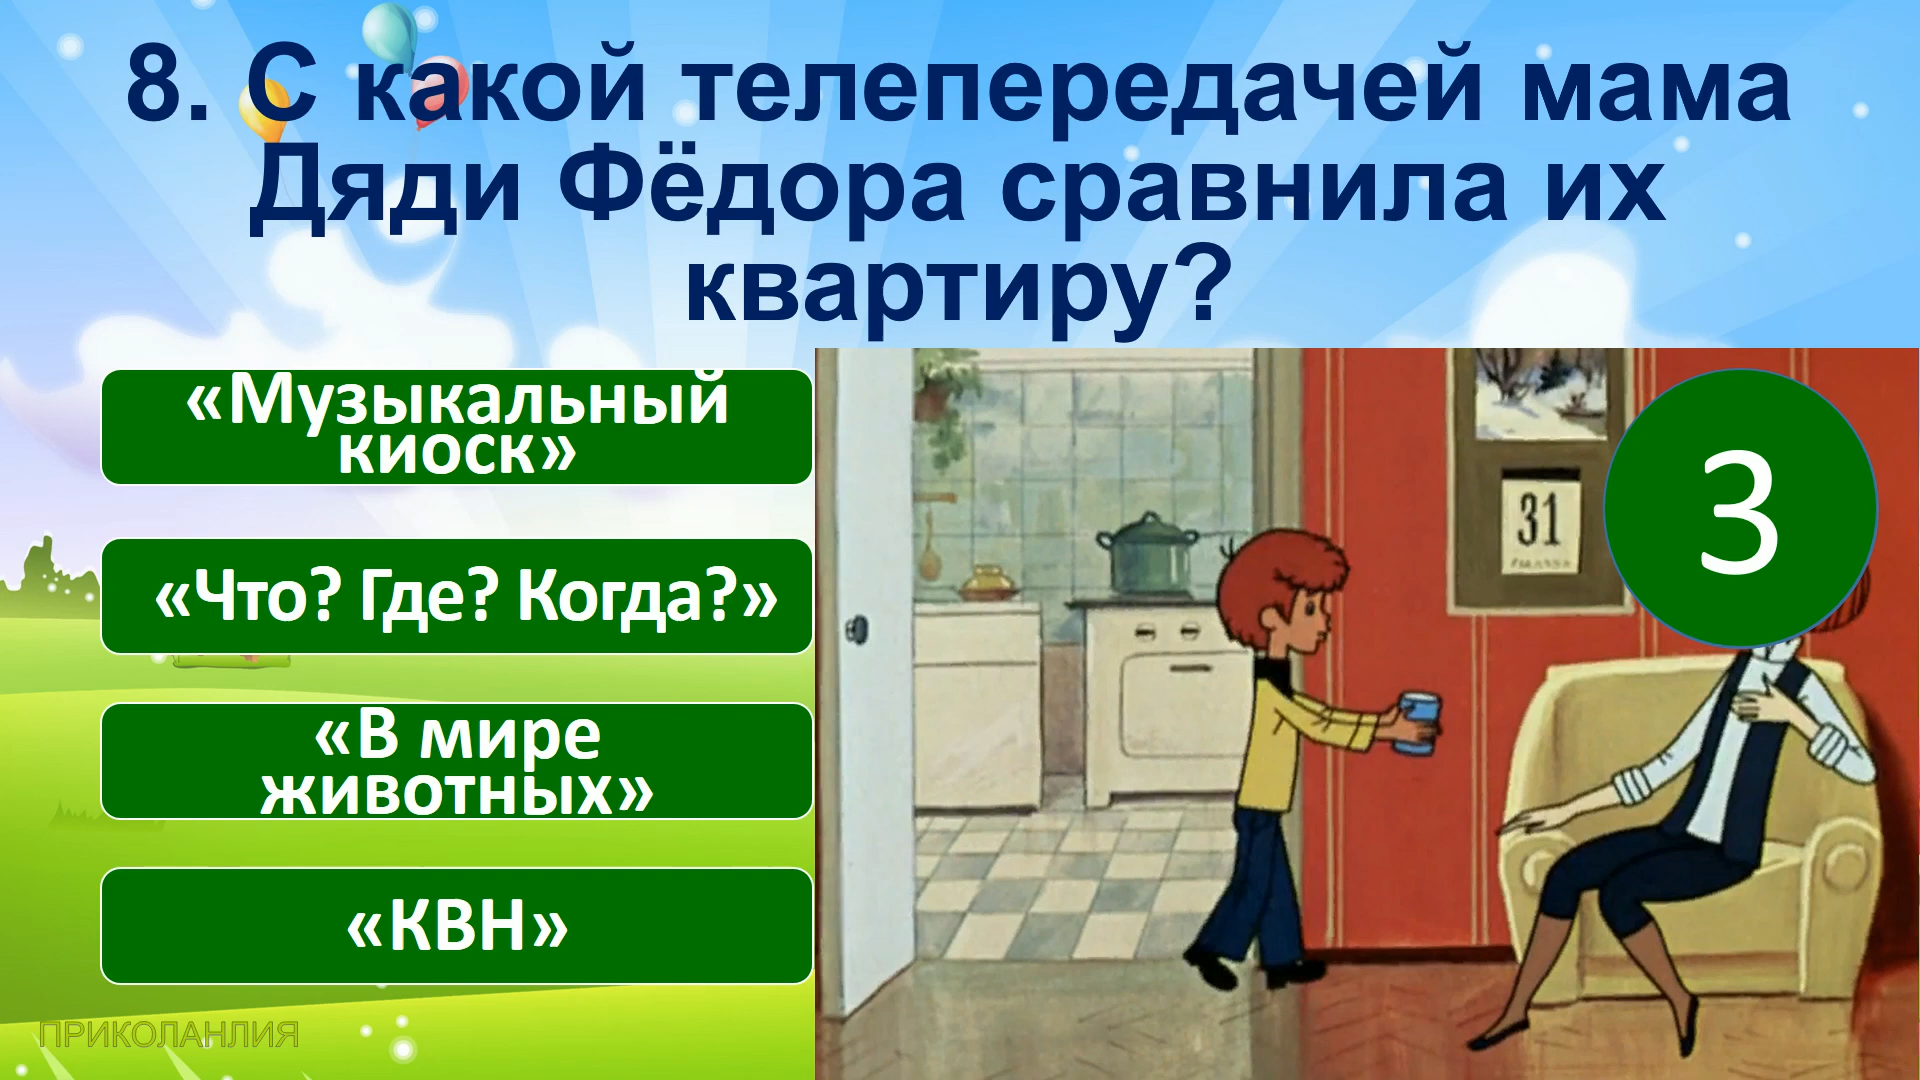 8. С какой телепередачей мама
Дяди Фёдора сравнила их
квартиру?
«Музыкальный
киоск»
«Что? Где? Когда?»
«В мире
животных»
«КВН»
31
3
ПРИКОЛАНЛИЯ